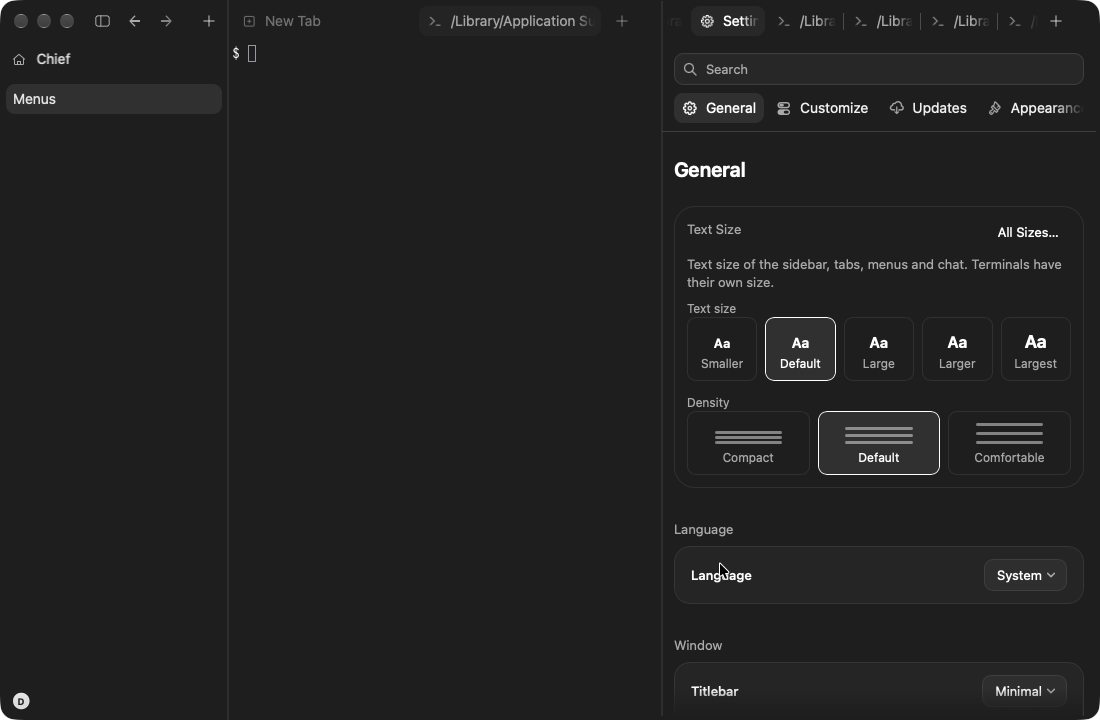 New Tab
/Library/Application Su
Settin
/Libra
/Libra
/Libra
Chief
Menus
$
Search
General
Customize
Updates
Appearanc
General
Text Size
All Sizes...
Text size of the sidebar, tabs, menus and chat. Terminals have
their own size.
Text size
Aa
Aa
Aa
Aa
Aa
Smaller
Default
Large
Larger
Largest
Density
Compact
Default
Comfortable
Language
Language
System
Window
Titlebar
Minimal
D